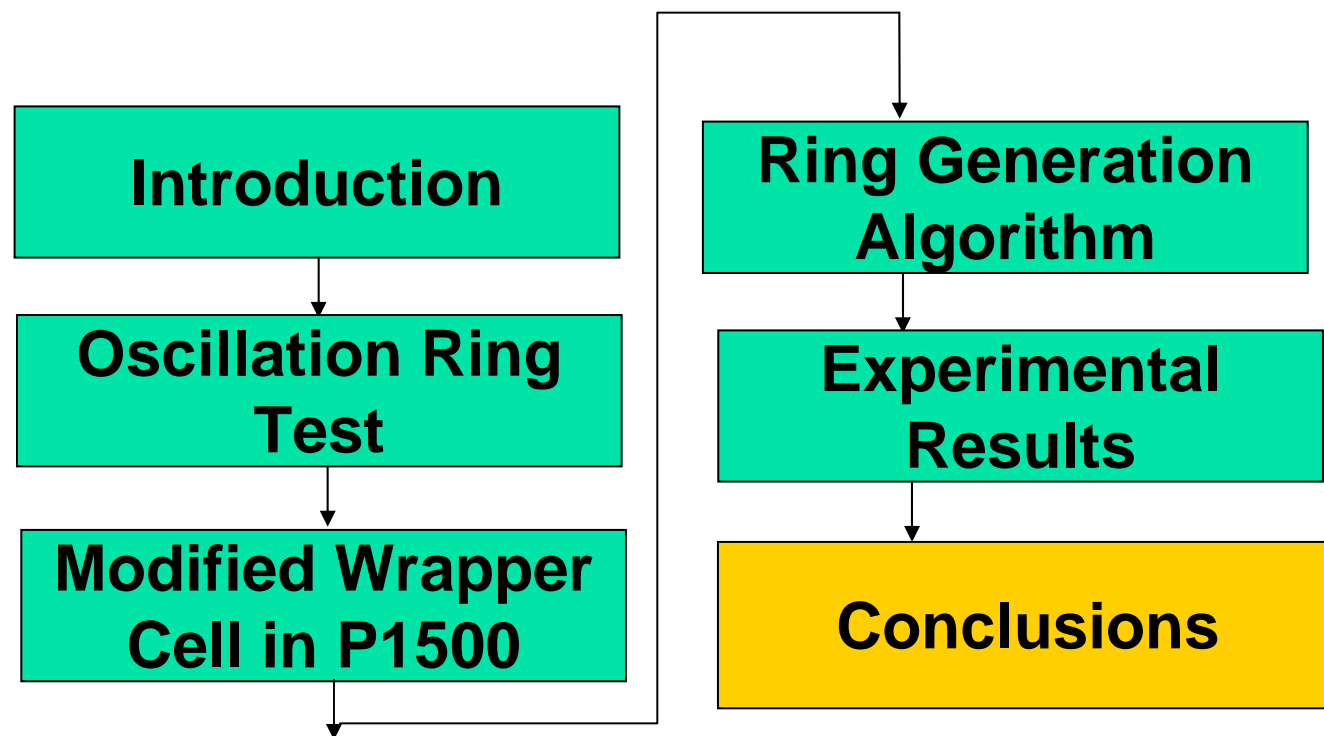 Introduction
Oscillation Ring
Test
Modified Wrapper
Cell in P1500
Ring Generation
Algorithm
Experimental
Results
Conclusions